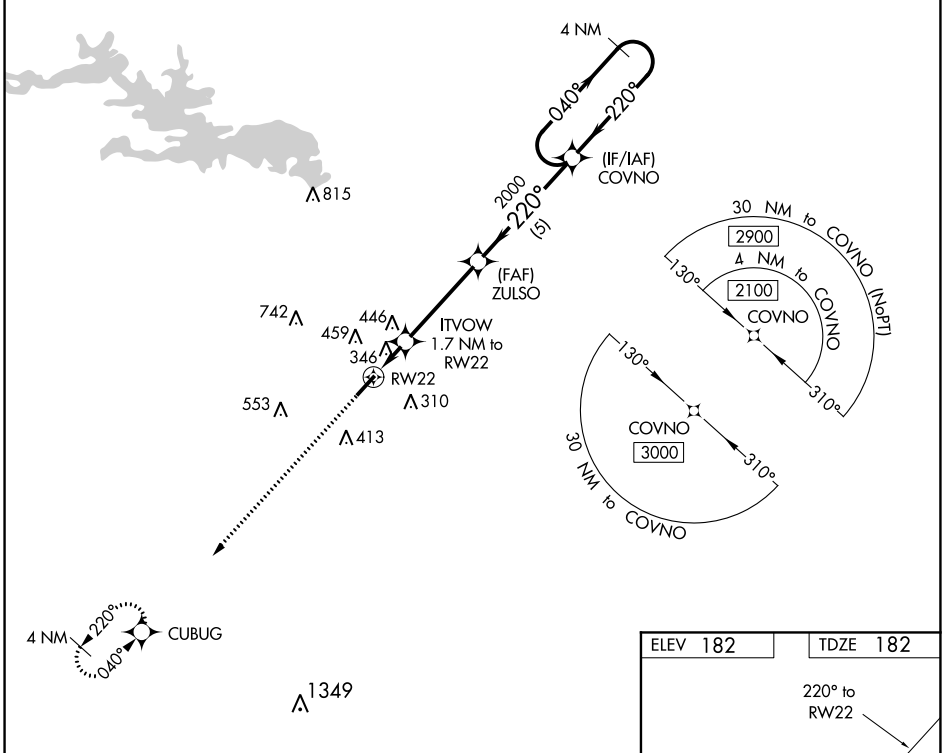 4 NM
040°
220°
(IF/IAF)
COVNO
2000
220°
(5)
815
(FAF)
ZULSO
30 NM to COVNO (NoPT)
2900
4 NM to COVNO
2100
130°
COVNO
310°
742
446
459
346
ITVOW
1.7 NM to
RW22
RW22
310
553
413
130°
COVNO
3000
310°
30 NM to COVNO
4 NM
220°
040°
CUBUG
1349
ELEV 182
TDZE 182
220° to
RW22